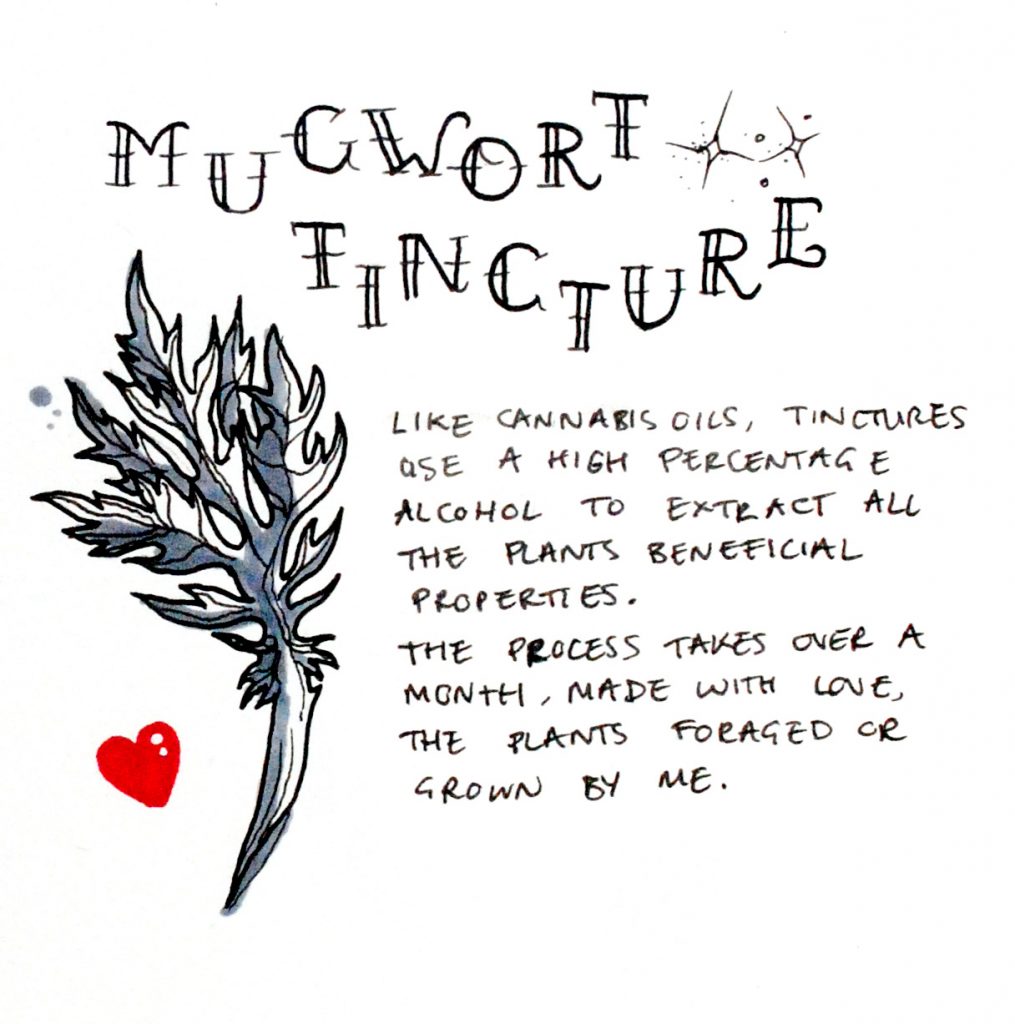 MUGWORT
TINCTURE
LIKE CANNABIS OILS, TINCTURES
USE A HIGH PERCENTAGE
ALCOHOL TO EXTRACT ALL
THE PLANTS BENEFICIAL
PROPERTIES.
THE PROCESS TAKES OVER A
MONTH, MADE WITH LOVE,
THE PLANTS FORAGED OR
GROWN BY ME.